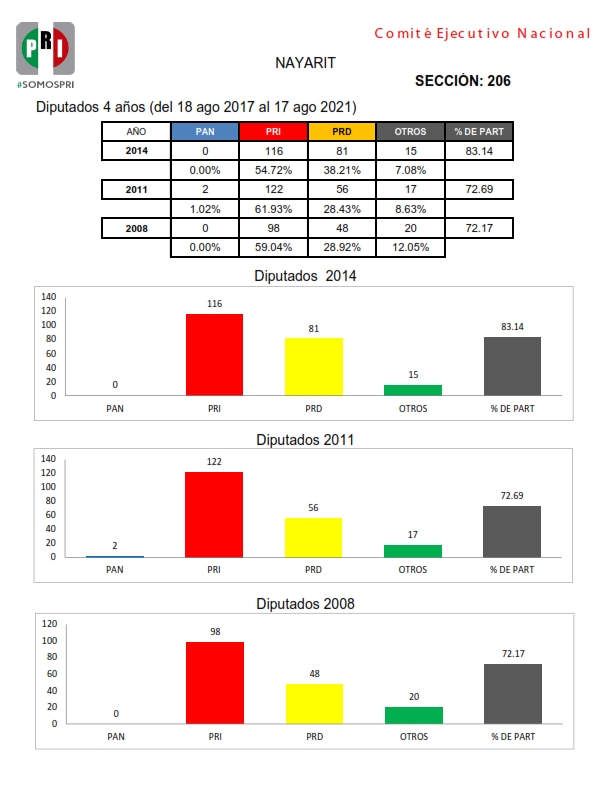 Comité Ejecutivo Nacional
PRI
#SOMOSPRI
NAYARIT
SECCIÓN: 206
Diputados 4 años (del 18 ago 2017 al 17 ago 2021)
AÑO PAN PRI PRD OTROS % DE PART
2014 0 116 81 15 83.14
0.00% 54.72% 38.21% 7.08%
2011 2 122 56 17 72.69
1.02% 61.93% 28.43% 8.63%
2008 0 98 48 20 72.17
0.00% 59.04% 28.92% 12.05%
Diputados 2014
140
120
100
80
60
40
20
0
0 116 81 15 83.14
PAN PRI PRD OTROS % DE PART
Diputados 2011
140
120
100
80
60
40
20
0
2 122 56 17 72.69
PAN PRI PRD OTROS % DE PART
Diputados 2008
120
100
80
60
40
20
0
0 98 48 20 72.17
PAN PRI PRD OTROS % DE PART